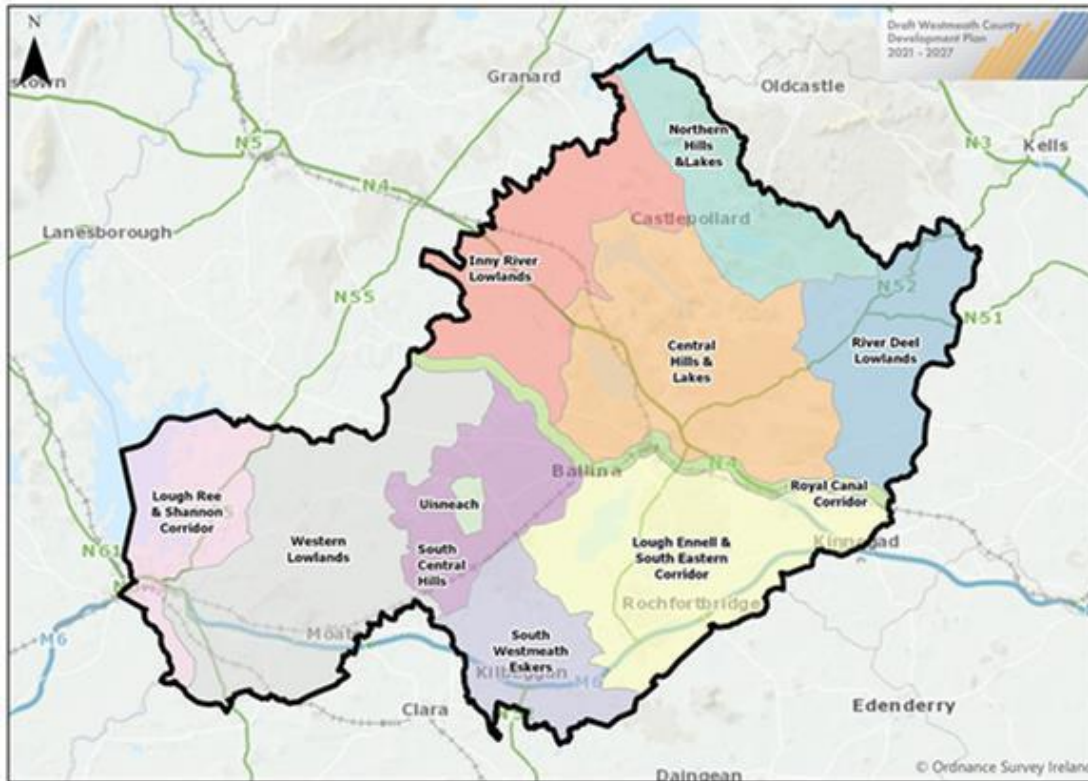 N
Draft Westmeath County
Development Plan
2021 - 2027
stown
Granard
Oldcastle
N5
N3
Kells
N4
Northern
Hills
&Lakes
Castlepollard
Lanesborough
Inny River
Lowlands
N55
N52
N51
Central
Hills &
Lakes
River Deel
Lowlands
Ballina
N4
Royal Canal
Corridor
Lough Ree
& Shannon
Corridor
Uisneach
Western
Lowlands
South
Central
Hills
Lough Ennell &
South Eastern
Corridor
Kinnegad
N61
Rochfortbridge
M6
Moate
South
Westmeath
Eskers
Kilbeggan
M6
Clara
Edenderry
Daingean
© Ordnance Survey Ireland